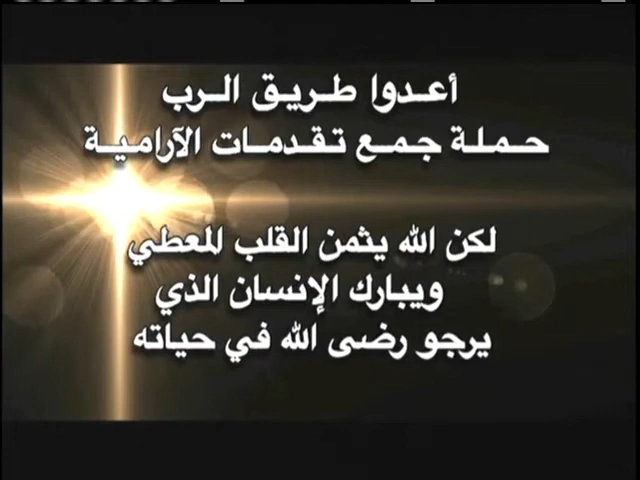 أعدوا طريق الرب
حملة جمع تقدمات الآرامية
لكن الله يثمن القلب المعطي
ويبارك الإنسان الذي
يرجو رضى الله في حياته